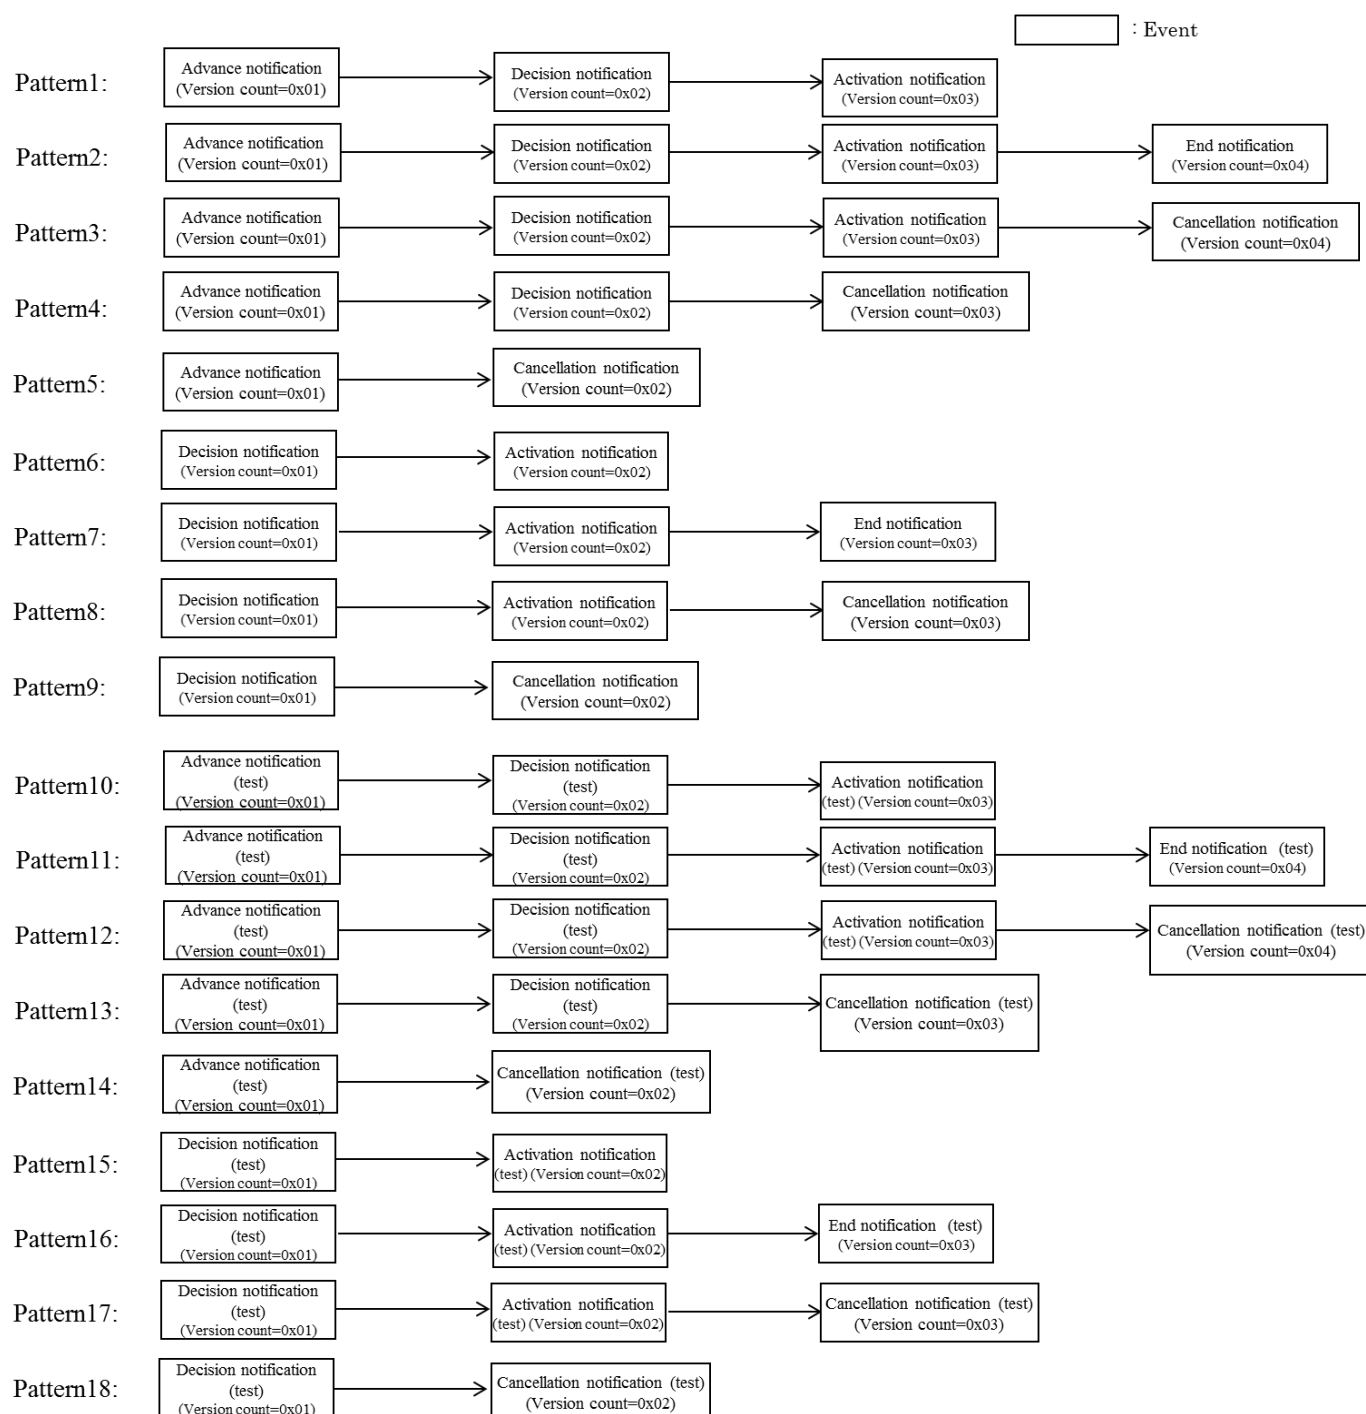 : Event
Pattern1:
Advance notification
(Version count=0x01)
Decision notification
(Version count=0x02)
Activation notification
(Version count=0x03)
Pattern2:
Advance notification
(Version count=0x01)
Decision notification
(Version count=0x02)
Activation notification
(Version count=0x03)
End notification
(Version count=0x04)
Pattern3:
Advance notification
(Version count=0x01)
Decision notification
(Version count=0x02)
Activation notification
(Version count=0x03)
Cancellation notification
(Version count=0x04)
Pattern4:
Advance notification
(Version count=0x01)
Decision notification
(Version count=0x02)
Cancellation notification
(Version count=0x03)
Pattern5:
Advance notification
(Version count=0x01)
Cancellation notification
(Version count=0x02)
Pattern6:
Decision notification
(Version count=0x01)
Activation notification
(Version count=0x02)
Pattern7:
Decision notification
(Version count=0x01)
Activation notification
(Version count=0x02)
End notification
(Version count=0x03)
Pattern8:
Decision notification
(Version count=0x01)
Activation notification
(Version count=0x02)
Cancellation notification
(Version count=0x03)
Pattern9:
Decision notification
(Version count=0x01)
Cancellation notification
(Version count=0x02)
Pattern10:
Advance notification
(test)
(Version count=0x01)
Decision notification
(test)
(Version count=0x02)
Activation notification
(test) (Version count=0x03)
Pattern11:
Advance notification
(test)
(Version count=0x01)
Decision notification
(test)
(Version count=0x02)
Activation notification
(test) (Version count=0x03)
End notification (test)
(Version count=0x04)
Pattern12:
Advance notification
(test)
(Version count=0x01)
Decision notification
(test)
(Version count=0x02)
Activation notification
(test) (Version count=0x03)
Cancellation notification (test)
(Version count=0x04)
Pattern13:
Advance notification
(test)
(Version count=0x01)
Decision notification
(test)
(Version count=0x02)
Cancellation notification (test)
(Version count=0x03)
Pattern14:
Advance notification
(test)
(Version count=0x01)
Cancellation notification (test)
(Version count=0x02)
Pattern15:
Decision notification
(test)
(Version count=0x01)
Activation notification
(test) (Version count=0x02)
Pattern16:
Decision notification
(test)
(Version count=0x01)
Activation notification
(test) (Version count=0x02)
End notification (test)
(Version count=0x03)
Pattern17:
Decision notification
(test)
(Version count=0x01)
Activation notification
(test) (Version count=0x02)
Cancellation notification (test)
(Version count=0x03)
Pattern18:
Decision notification
(test)
(Version count=0x01)
Cancellation notification (test)
(Version count=0x02)